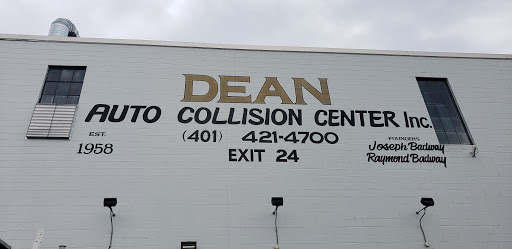 DEAN
AUTO COLLISION CENTER Inc.
EST.
1958
(401) 421-4700
EXIT 24
FOUNDERS
Joseph Badway
Raymond Badway